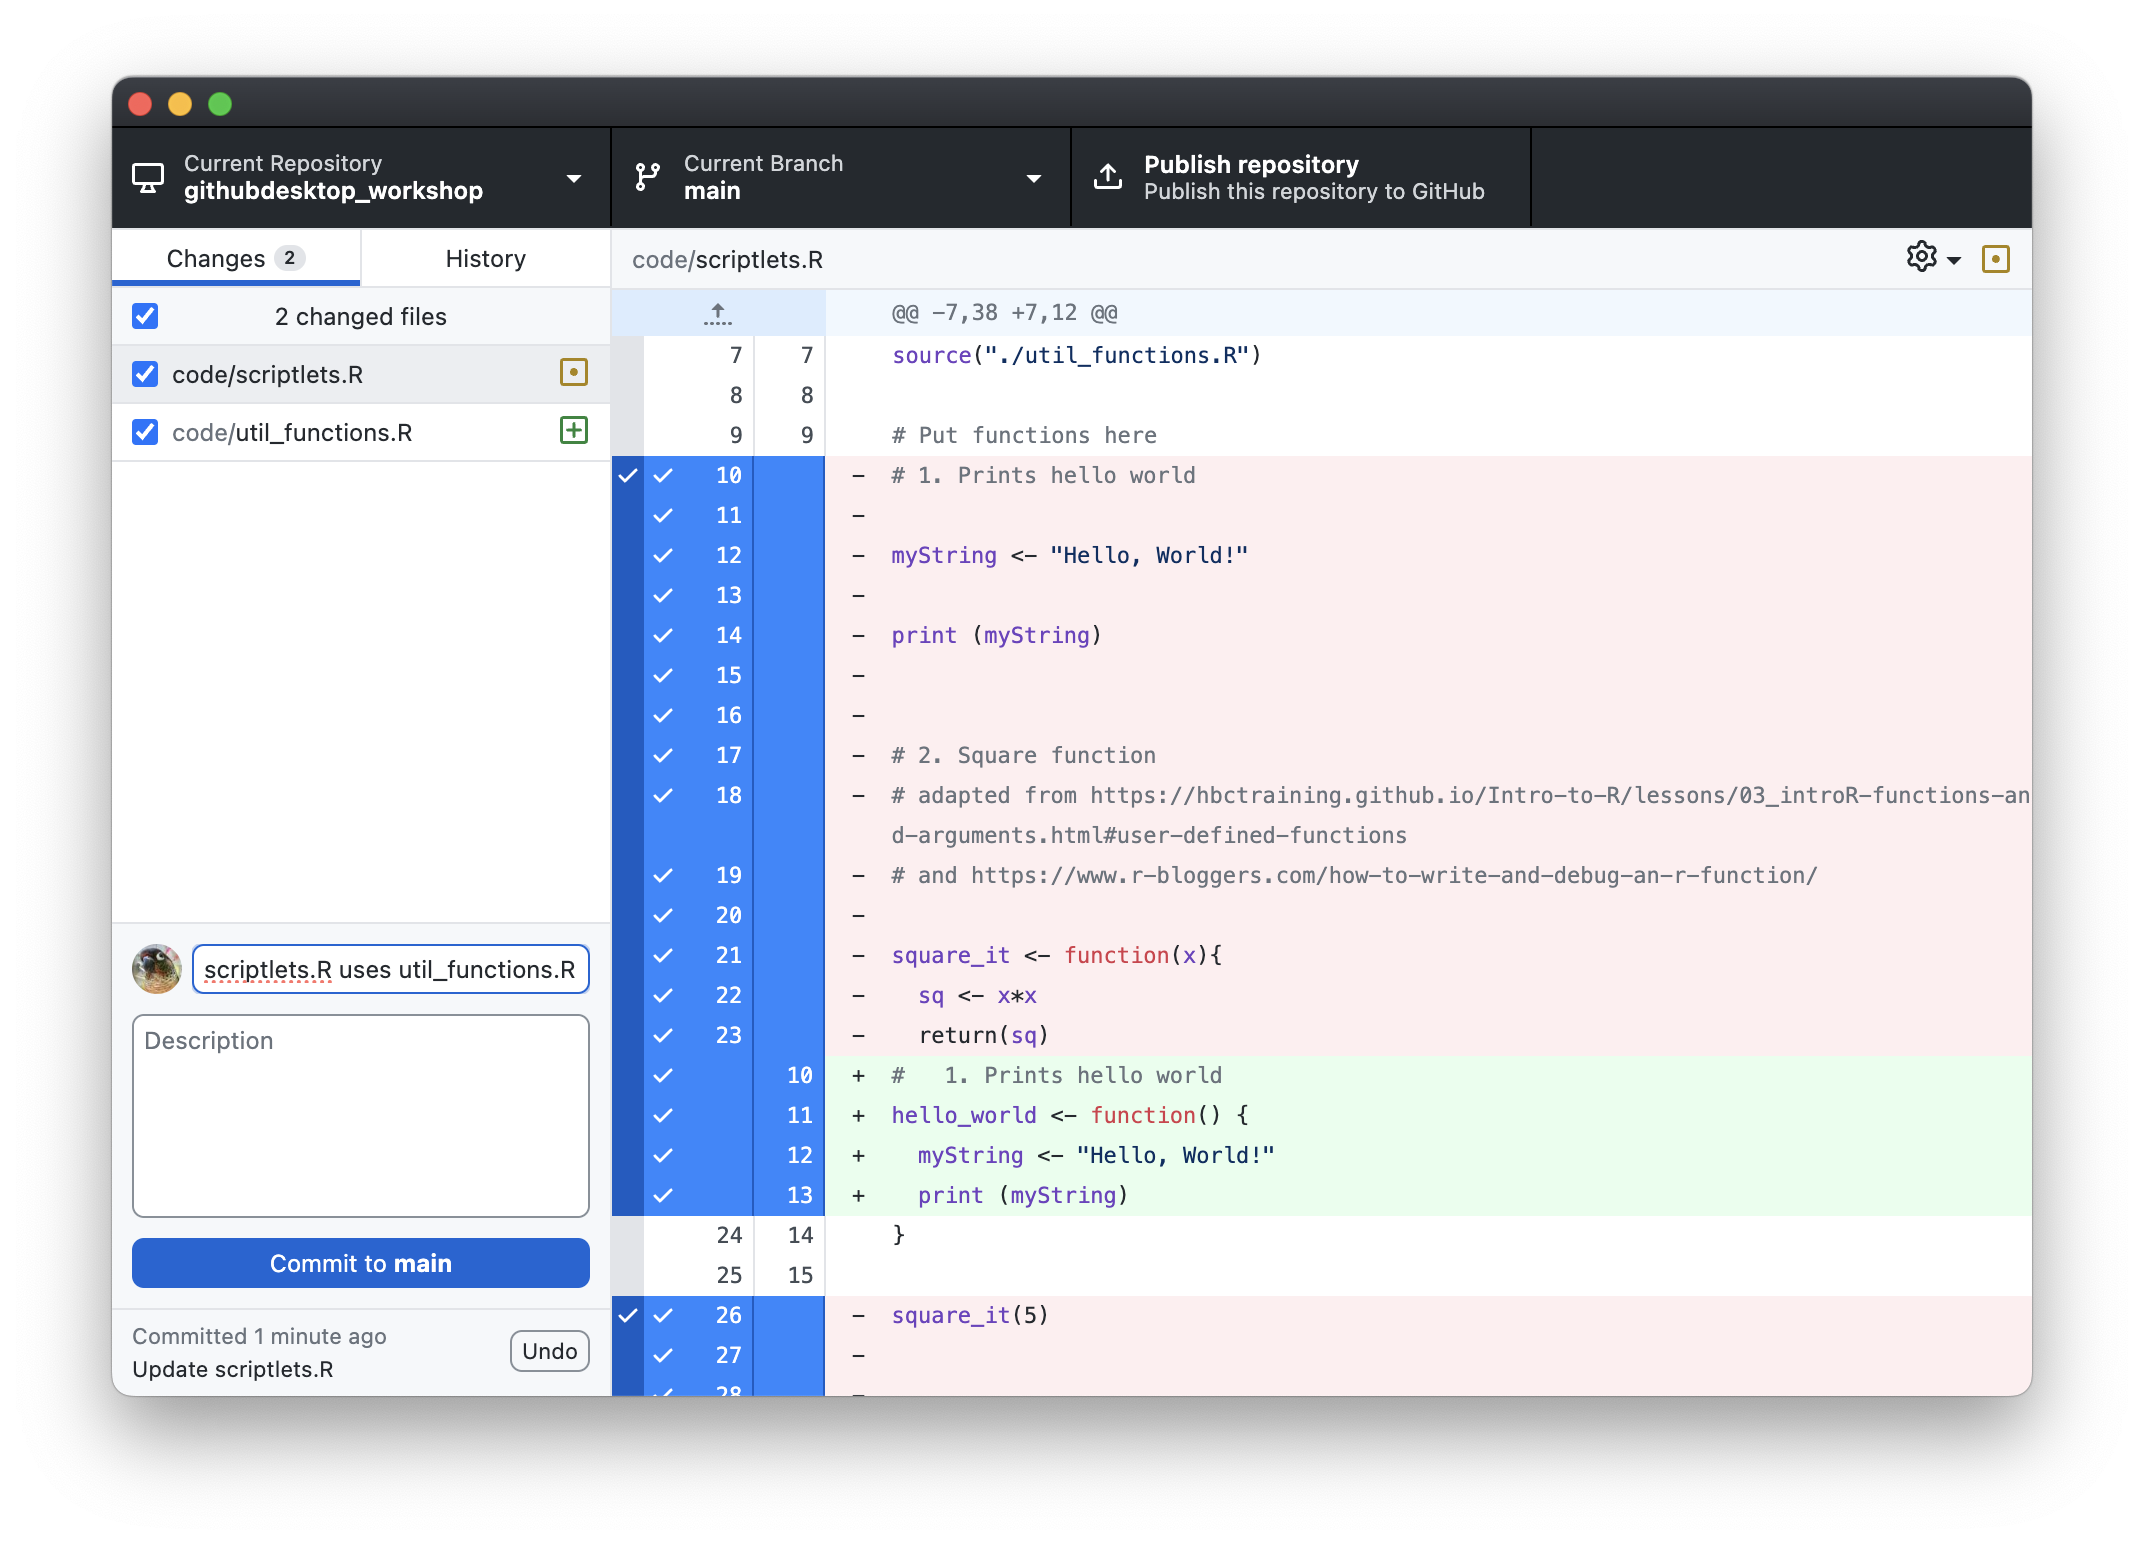 Current Repository
githubdesktop_workshop
Current Branch
main
Publish repository
Publish this repository to GitHub
Changes 2
History
2 changed files
code/scriptlets.R
code/util_functions.R
scriptlets.R uses util_functions.R
Description
Commit to main
Committed 1 minute ago
Update scriptlets.R
Undo
code/scriptlets.R
@@ -7,38 +7,12 @@
7 7 source("./util_functions.R")
8 8
9 9 # Put functions here
10 - # 1. Prints hello world
11 -
12 - myString <- "Hello, World!"
13 -
14 - print (myString)
15 -
16 -
17 - # 2. Square function
18 - # adapted from https://hbctraining.github.io/Intro-to-R/lessons/03_introR-functions-an
d-arguments.html#user-defined-functions
19 - # and https://www.r-bloggers.com/how-to-write-and-debug-an-r-function/
20 -
21 - square_it <- function(x){
22 -   sq <- x*x
23 -   return(sq)
10 + #   1. Prints hello world
11 + hello_world <- function() {
12 +   myString <- "Hello, World!"
13 +   print (myString)
24 14 }
25 15
26 - square_it(5)
27 -
28 -